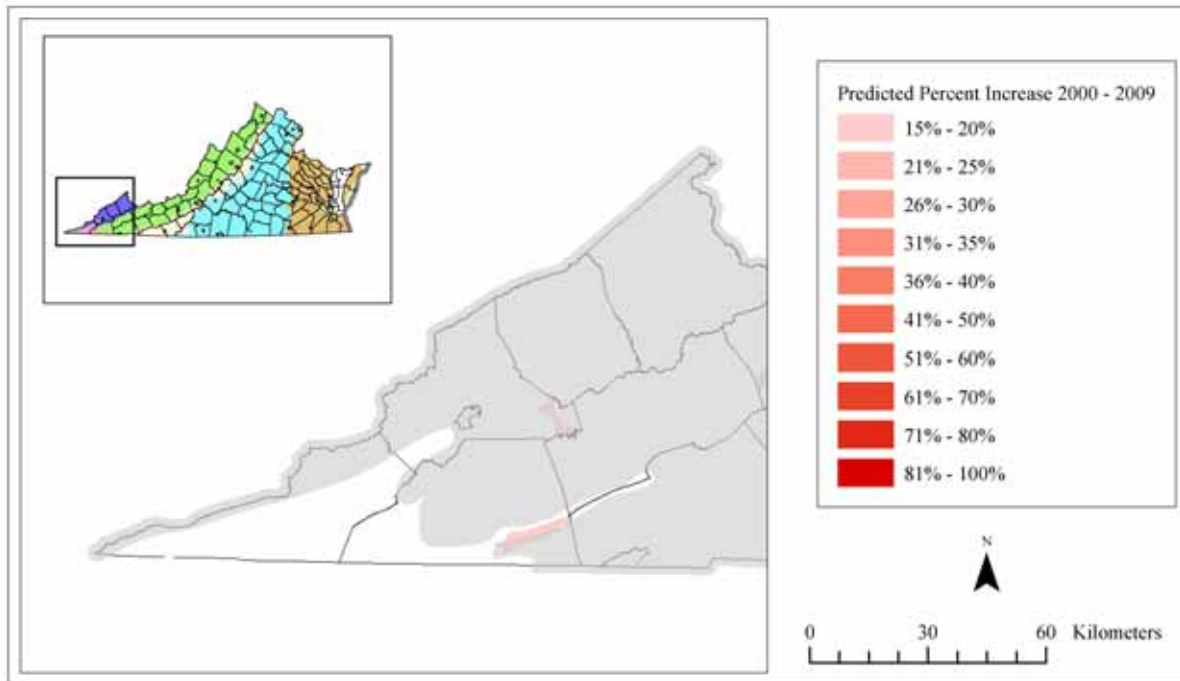 Predicted Percent Increase 2000 - 2009
15% - 20%
21% - 25%
26% - 30%
31% - 35%
36% - 40%
41% - 50%
51% - 60%
61% - 70%
71% - 80%
81% - 100%
N
0 30 60 Kilometers